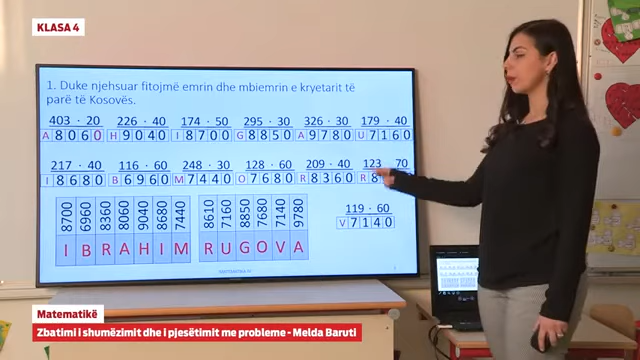 KLASA 4
1. Duke njehsuar fitojmë emrin dhe mbiemrin e kryetarit të
parë të Kosovës.
403 · 20 226 · 40 174 · 50 295 · 30 326 · 30 179 · 40
A 8060 H 9040 I 8700 G 8850 A 9780 U 7160
217 · 40 116 · 60 248 · 30 128 · 60 209 · 40 123 70
I 8680 B 6960 M 7440 O 7680 R 8360 R 8
119 · 60
V 7140
8700 6960 8360 8060 9040 8680 7440 8610 7160 8850 7680 7140 9780
I B R A H I M R U G O V A
Matematikë
Zbatimi i shumëzimit dhe i pjesëtimit me probleme - Melda Baruti